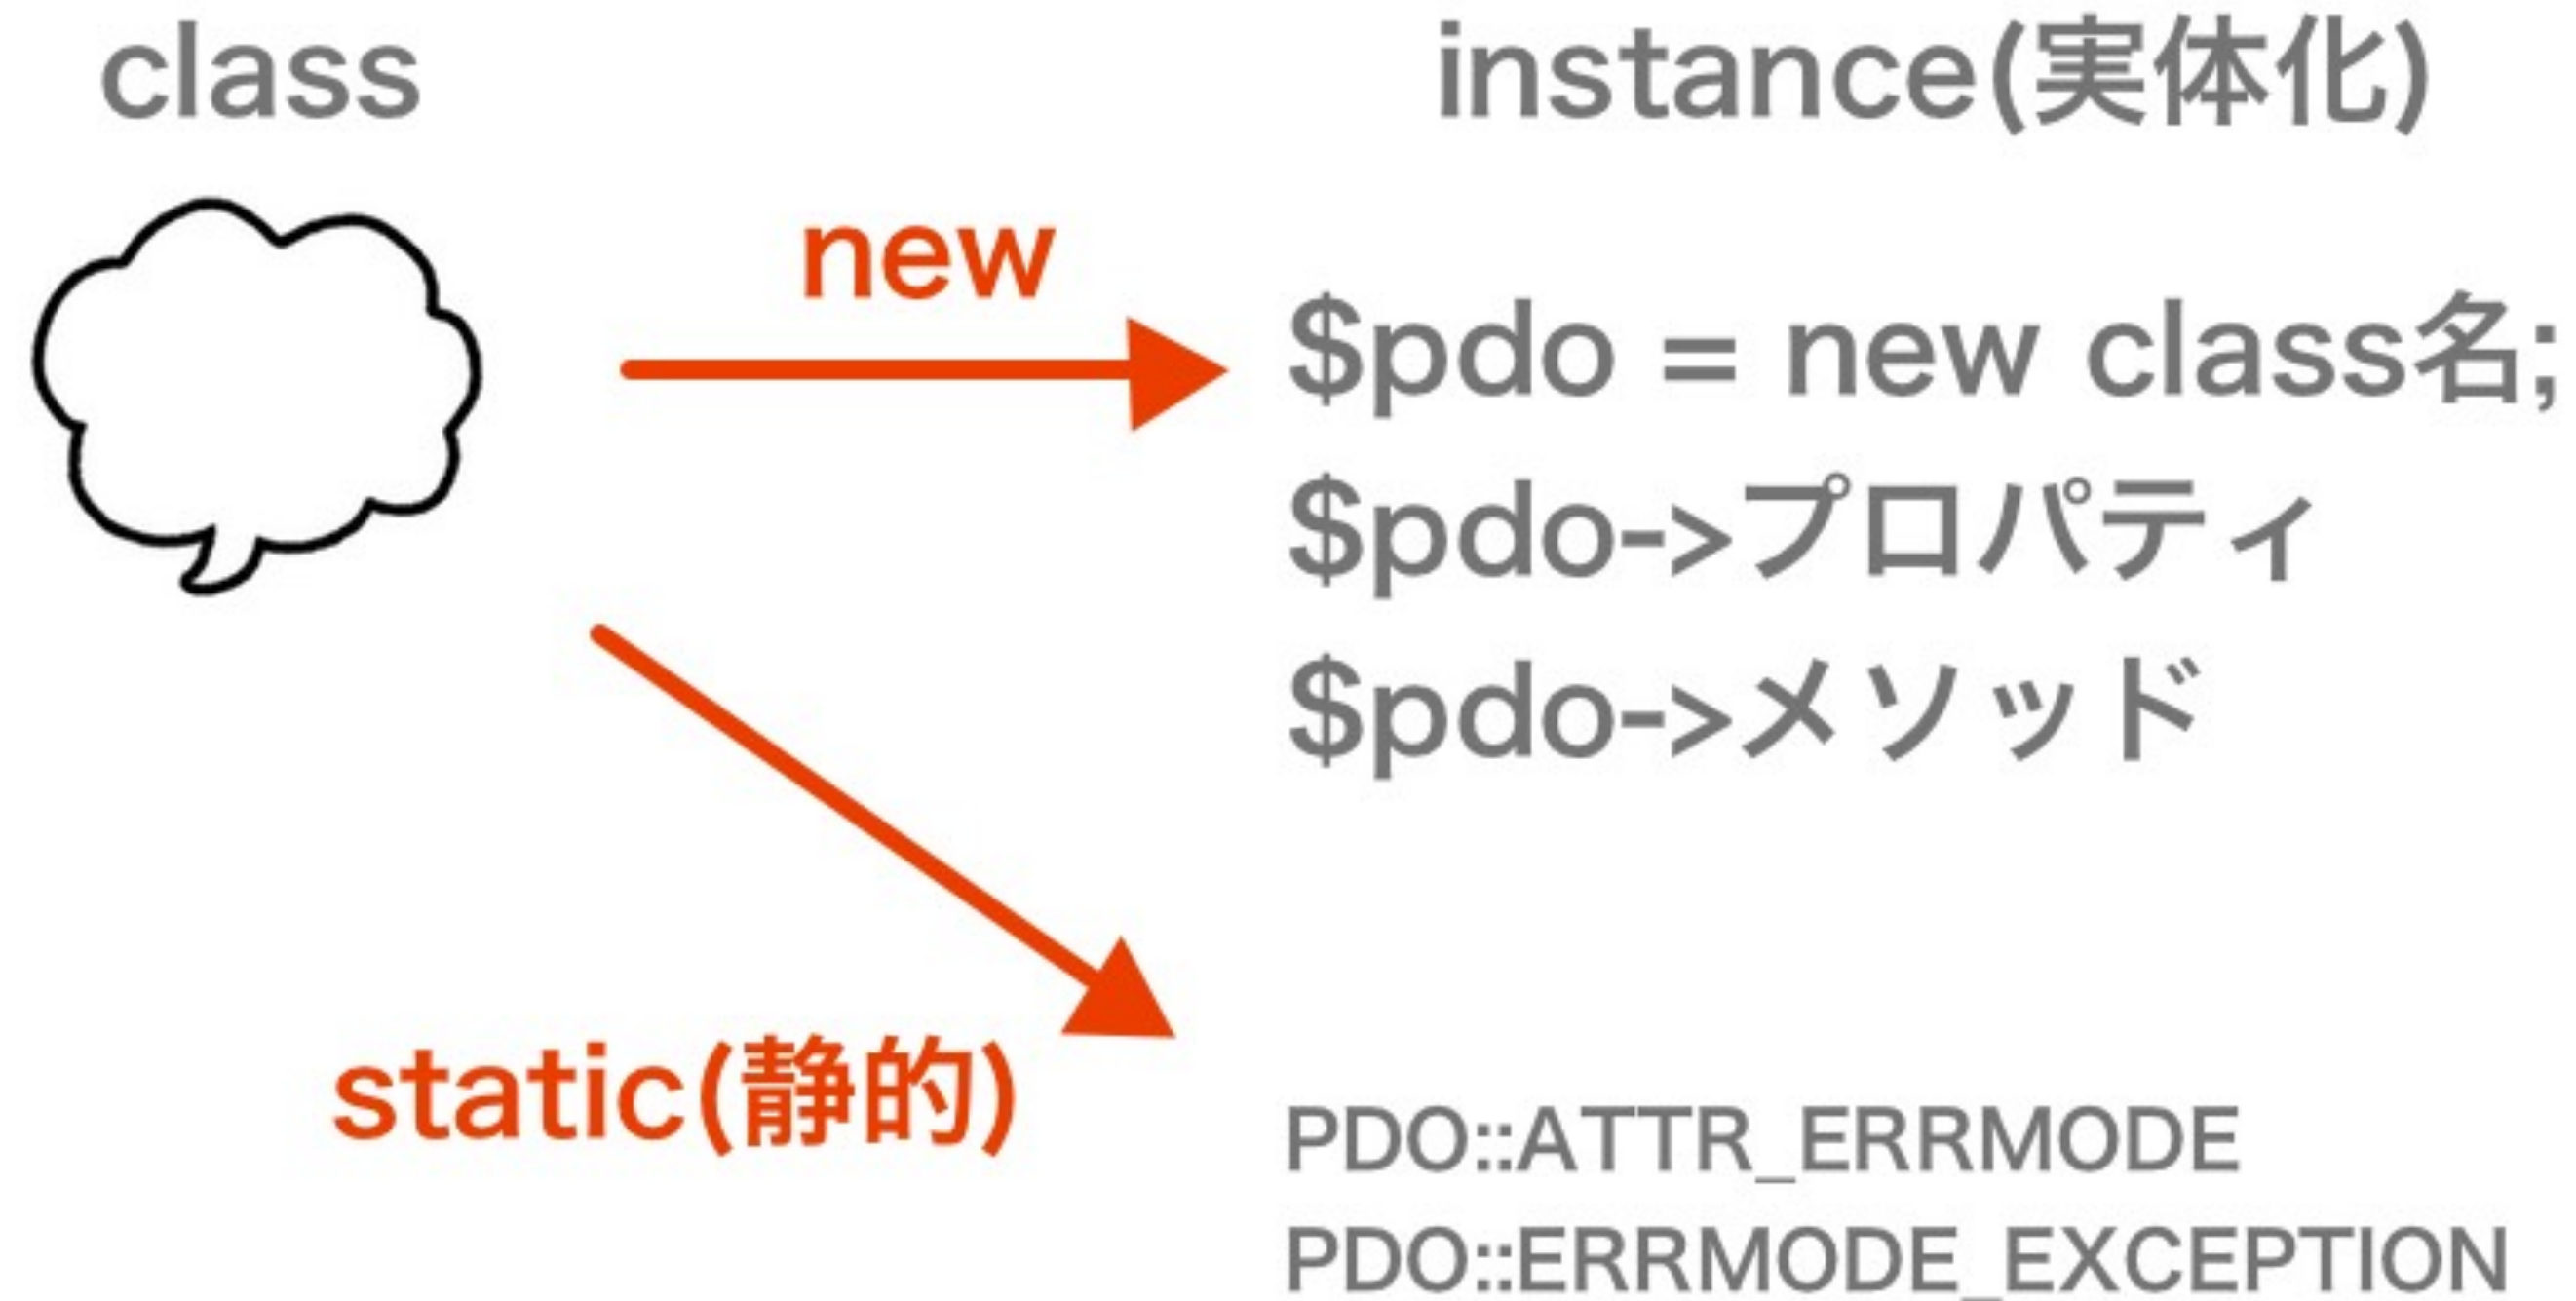 class
instance(実体化)
new
$pdo = new class名;
$pdo->プロパティ
$pdo->メソッド
static(静的)
PDO::ATTR_ERRMODE
PDO::ERRMODE_EXCEPTION